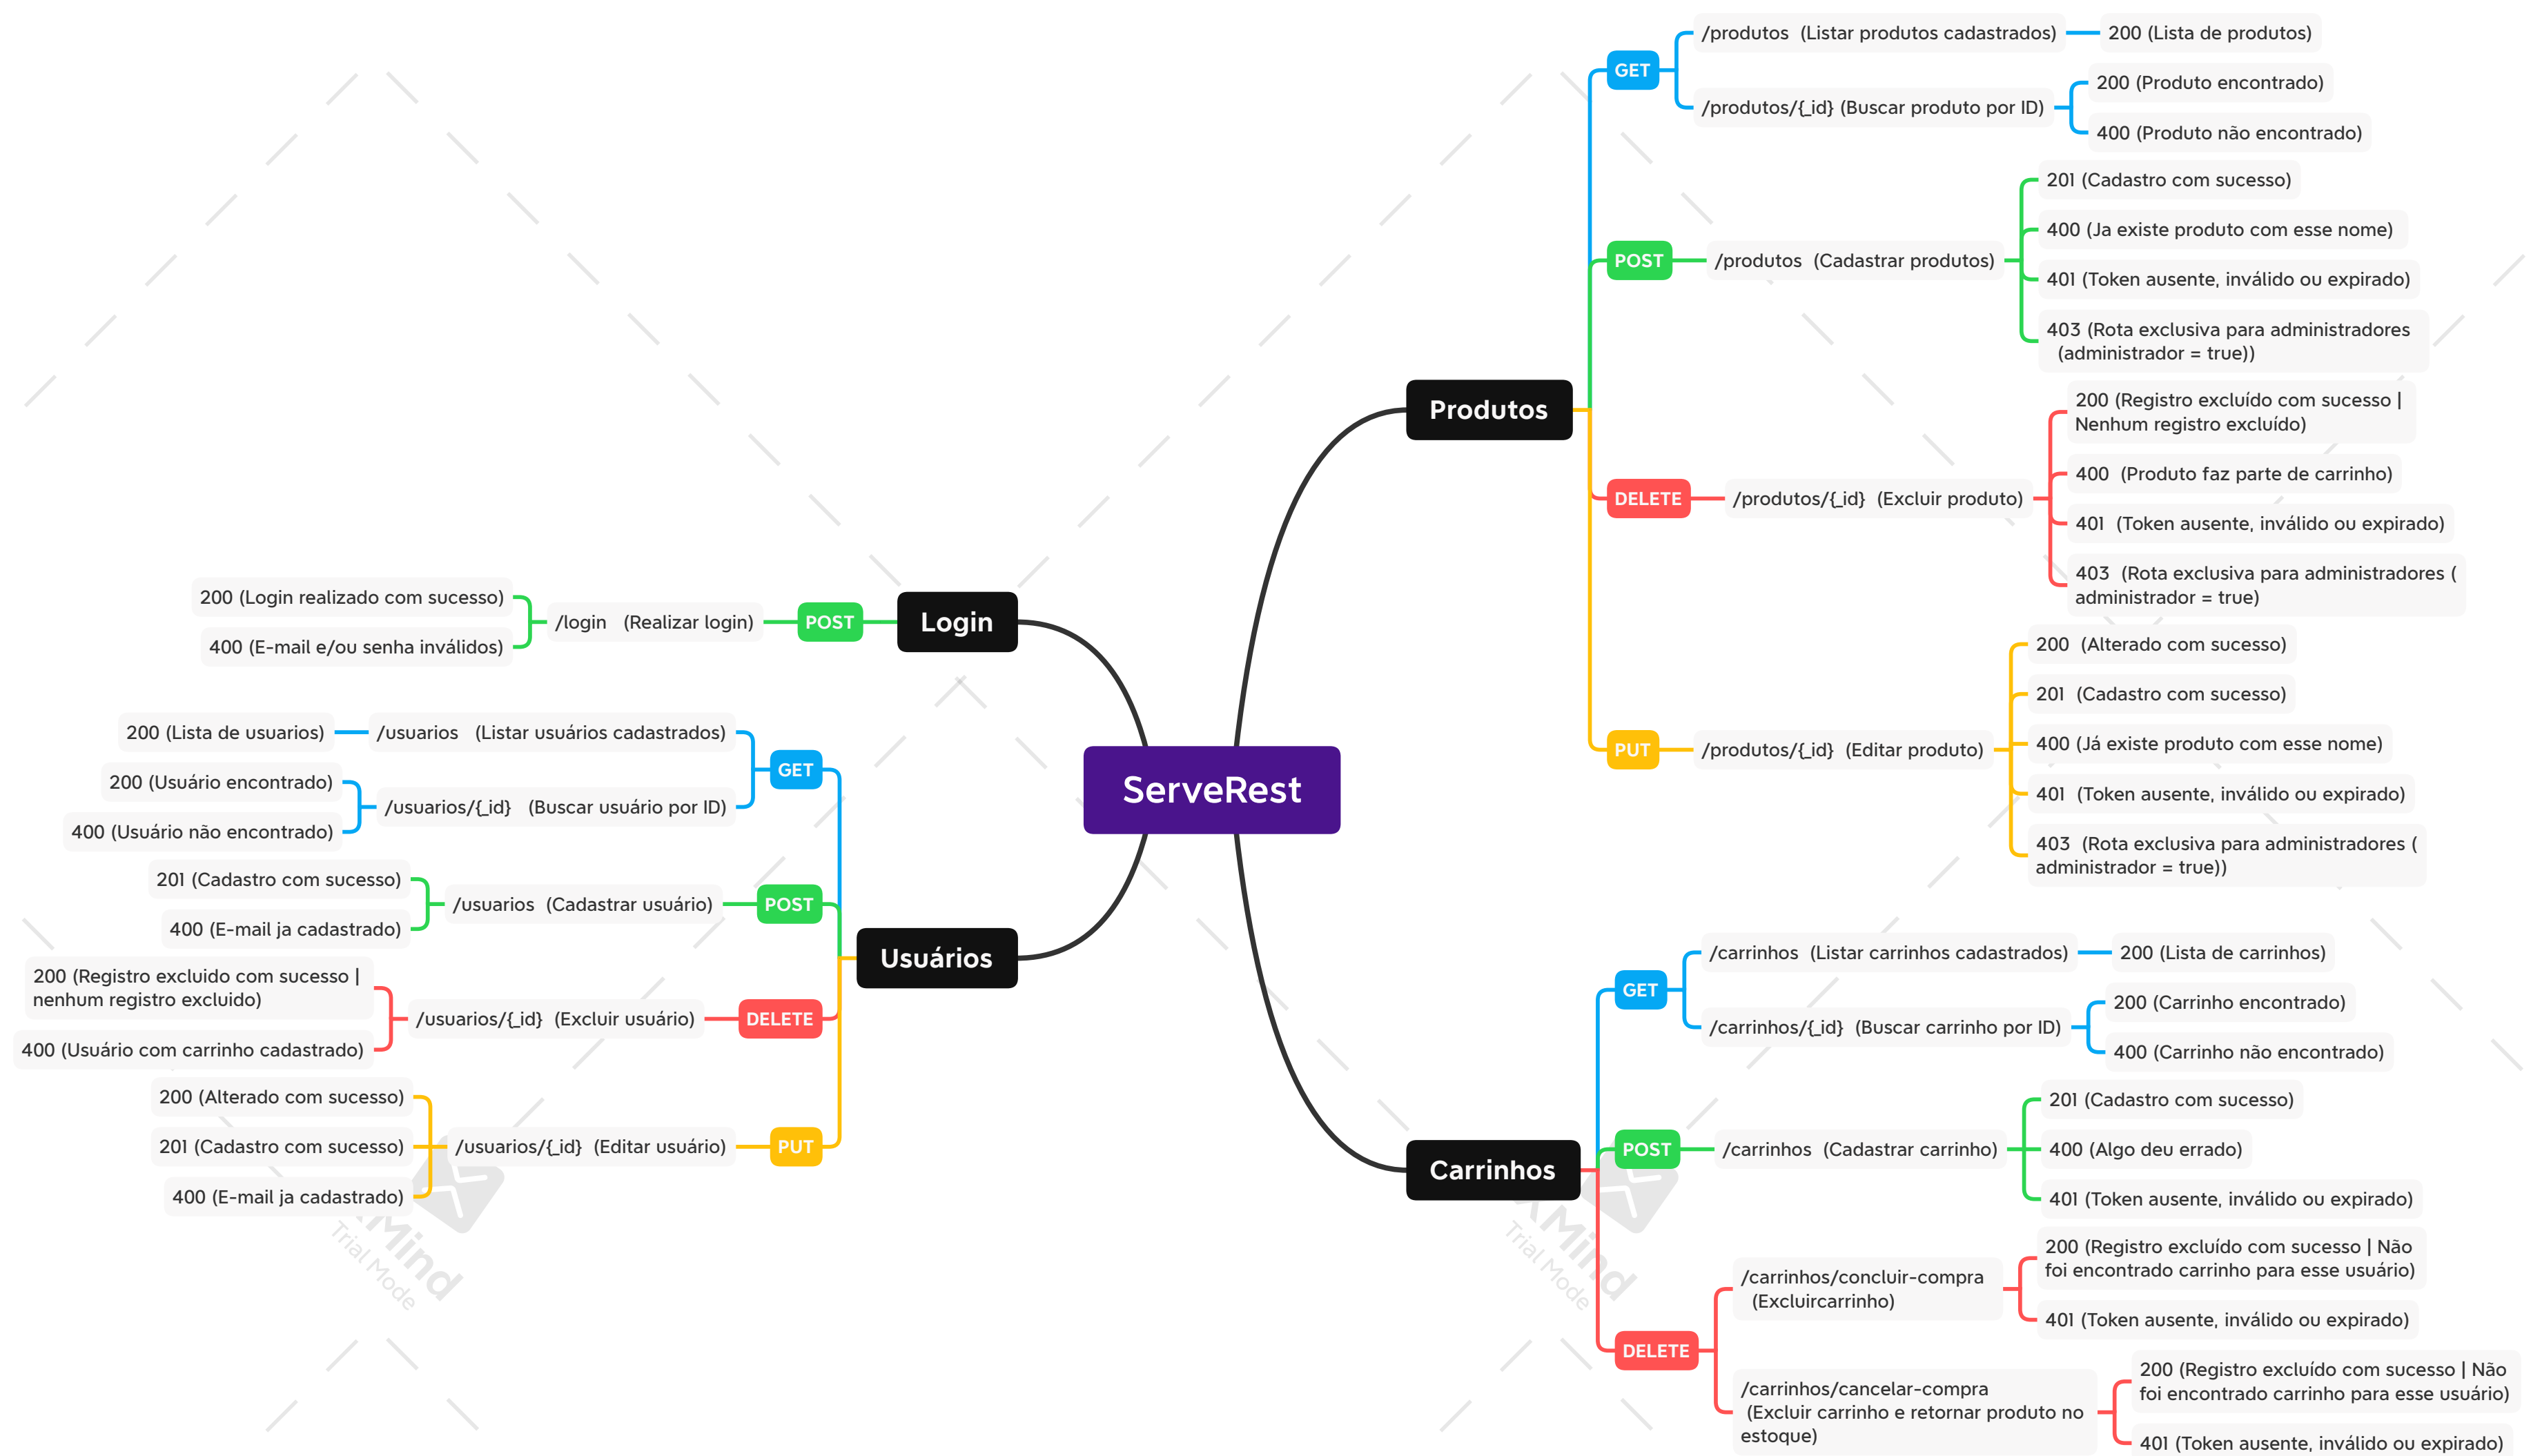 ServeRest
Login
POST
/login (Realizar login)
200 (Login realizado com sucesso)
400 (E-mail e/ou senha inválidos)
Usuários
GET
/usuarios (Listar usuários cadastrados)
200 (Lista de usuarios)
/usuarios/{_id} (Buscar usuário por ID)
200 (Usuário encontrado)
400 (Usuário não encontrado)
POST
/usuarios (Cadastrar usuário)
201 (Cadastro com sucesso)
400 (E-mail ja cadastrado)
DELETE
/usuarios/{_id} (Excluir usuário)
200 (Registro excluido com sucesso |
nenhum registro excluido)
400 (Usuário com carrinho cadastrado)
PUT
/usuarios/{_id} (Editar usuário)
200 (Alterado com sucesso)
201 (Cadastro com sucesso)
400 (E-mail ja cadastrado)
Produtos
GET
/produtos (Listar produtos cadastrados)
200 (Lista de produtos)
/produtos/{_id} (Buscar produto por ID)
200 (Produto encontrado)
400 (Produto não encontrado)
POST
/produtos (Cadastrar produtos)
201 (Cadastro com sucesso)
400 (Ja existe produto com esse nome)
401 (Token ausente, inválido ou expirado)
403 (Rota exclusiva para administradores
(administrador = true))
DELETE
/produtos/{_id} (Excluir produto)
200 (Registro excluído com sucesso |
Nenhum registro excluído)
400 (Produto faz parte de carrinho)
401 (Token ausente, inválido ou expirado)
403 (Rota exclusiva para administradores (
administrador = true)
PUT
/produtos/{_id} (Editar produto)
200 (Alterado com sucesso)
201 (Cadastro com sucesso)
400 (Já existe produto com esse nome)
401 (Token ausente, inválido ou expirado)
403 (Rota exclusiva para administradores (
administrador = true))
Carrinhos
GET
/carrinhos (Listar carrinhos cadastrados)
200 (Lista de carrinhos)
/carrinhos/{_id} (Buscar carrinho por ID)
200 (Carrinho encontrado)
400 (Carrinho não encontrado)
POST
/carrinhos (Cadastrar carrinho)
201 (Cadastro com sucesso)
400 (Algo deu errado)
401 (Token ausente, inválido ou expirado)
DELETE
/carrinhos/concluir-compra
(Excluircarrinho)
200 (Registro excluído com sucesso | Não
foi encontrado carrinho para esse usuário)
401 (Token ausente, inválido ou expirado)
/carrinhos/cancelar-compra
(Excluir carrinho e retornar produto no
estoque)
200 (Registro excluído com sucesso | Não
foi encontrado carrinho para esse usuário)
401 (Token ausente, inválido ou expirado)
XMind
Trial Mode
XMind
Trial Mode